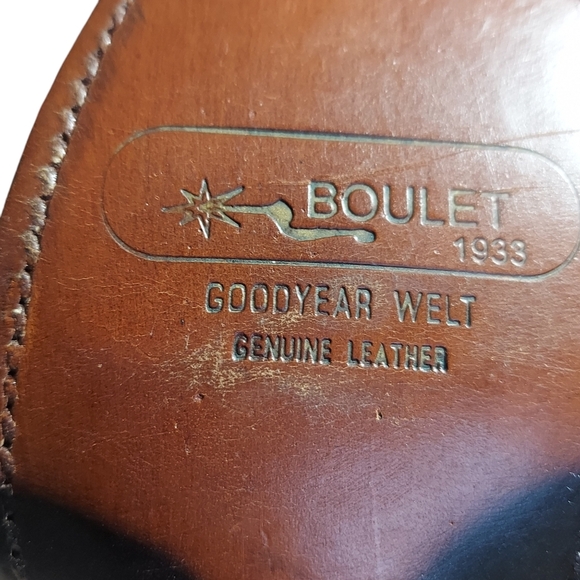 BOULET
1933
GOODYEAR WELT
GENUINE LEATHER